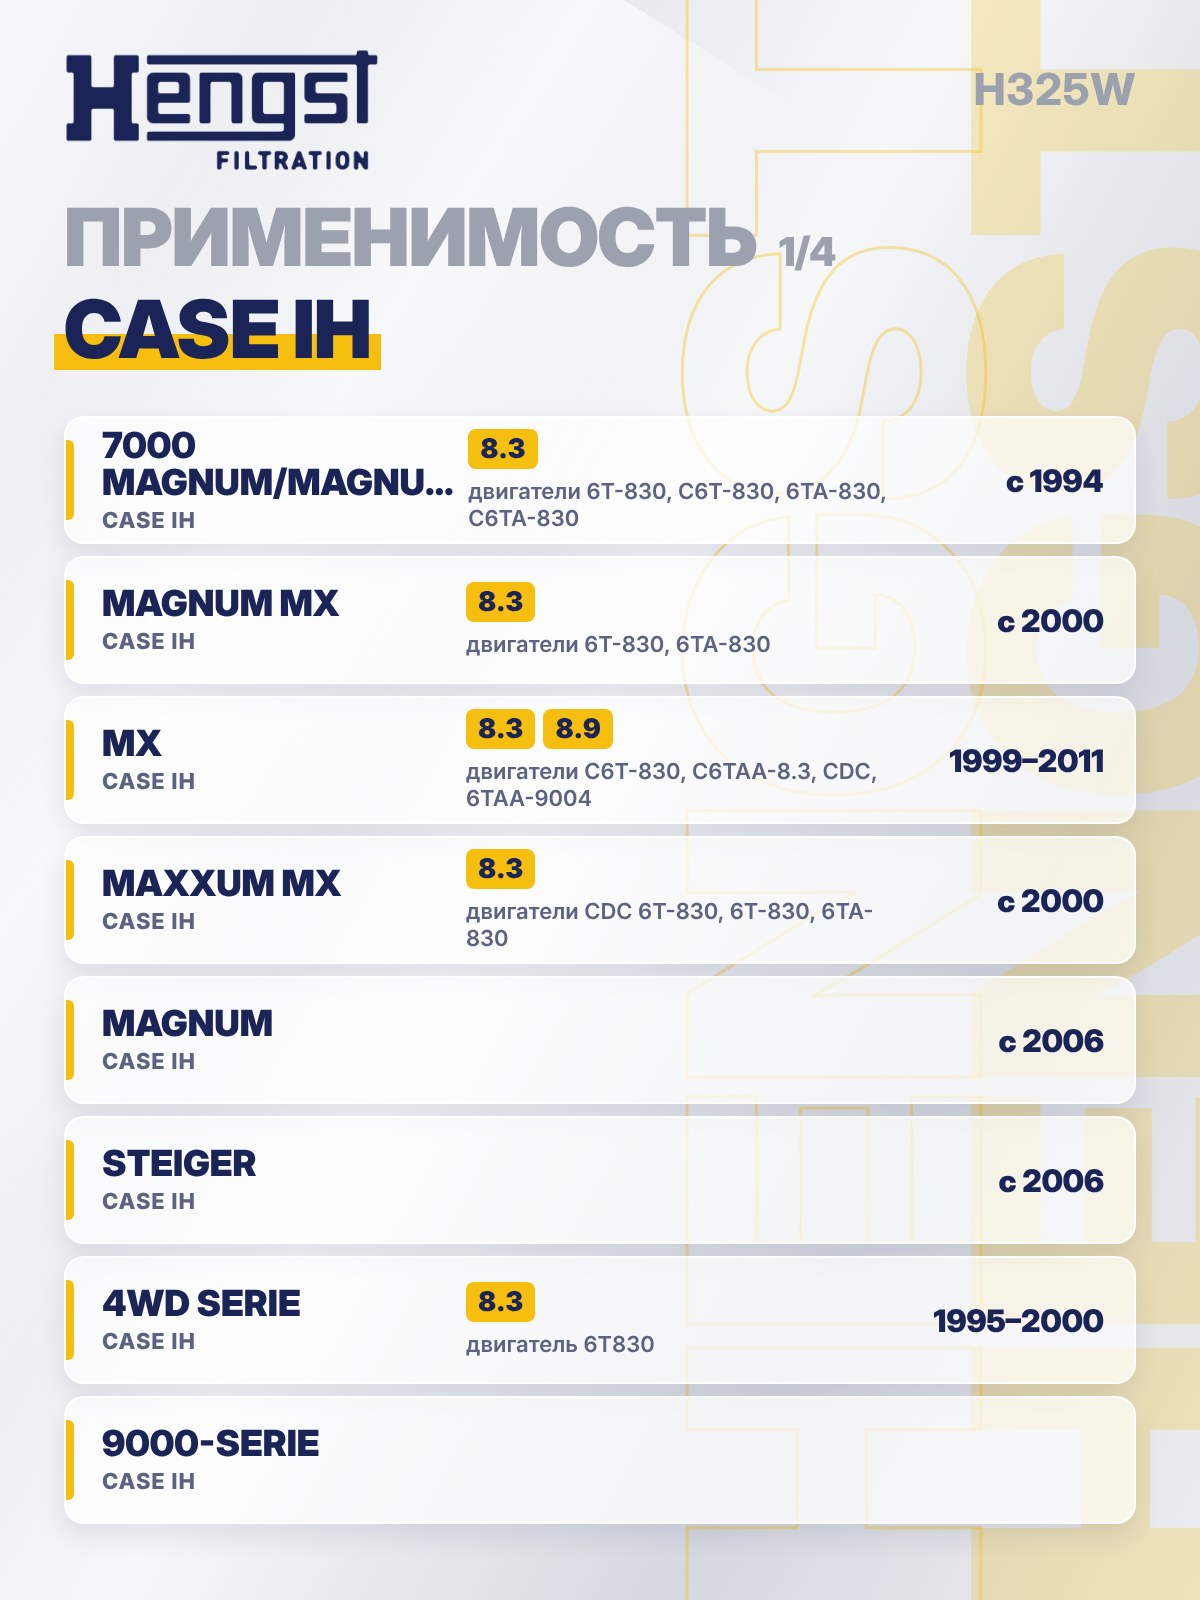 Hengst
FILTRATION
H325W
ПРИМЕНИМОСТЬ 1/4
CASE IH
7000
MAGNUM/MAGNU...
CASE IH
8.3
двигатели 6T-830, C6T-830, 6TA-830,
C6TA-830
с 1994
MAGNUM MX
CASE IH
8.3
двигатели 6T-830, 6TA-830
с 2000
MX
CASE IH
8.3 8.9
двигатели C6T-830, C6TAA-8.3, CDC,
6TAA-9004
1999–2011
MAXXUM MX
CASE IH
8.3
двигатели CDC 6T-830, 6T-830, 6TA-
830
с 2000
MAGNUM
CASE IH
с 2006
STEIGER
CASE IH
с 2006
4WD SERIE
CASE IH
8.3
двигатель 6T830
1995–2000
9000-SERIE
CASE IH
HENGST
HENGST